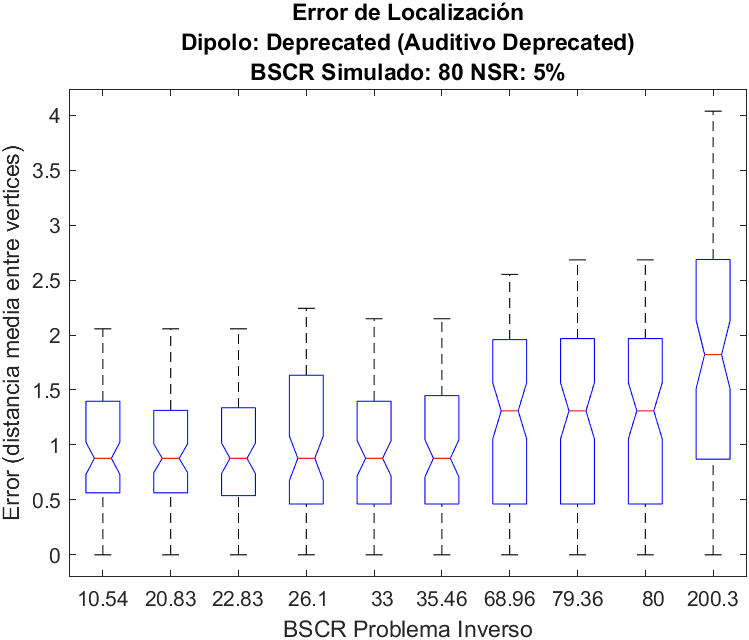 Error de Localización
Dipolo: Deprecated (Auditivo Deprecated)
BSCR Simulado: 80 NSR: 5%
Error (distancia media entre vertices)
4
3.5
3
2.5
2
1.5
1
0.5
0
10.54 20.83 22.83 26.1 33 35.46 68.96 79.36 80 200.3
BSCR Problema Inverso